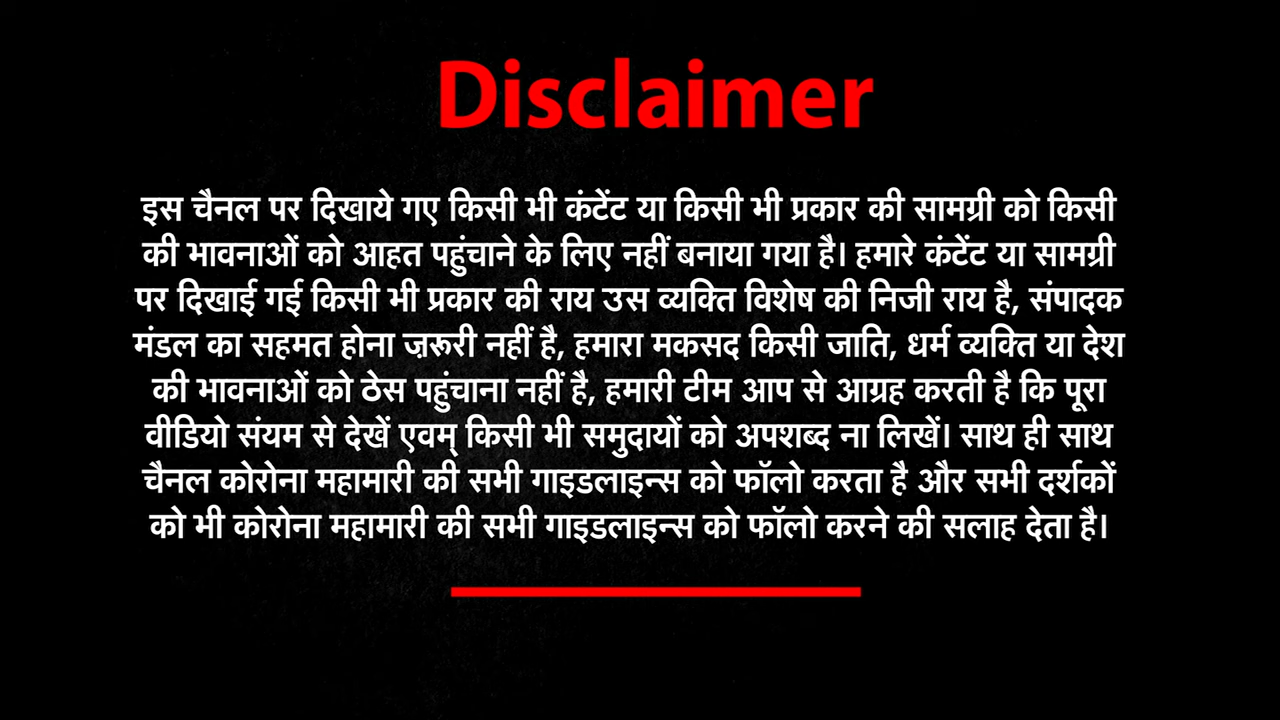 Disclaimer
इस चैनल पर दिखाये गए किसी भी कंटेंट या किसी भी प्रकार की सामग्री को किसी
की भावनाओं को आहत पहुंचाने के लिए नहीं बनाया गया है। हमारे कंटेंट या सामग्री
पर दिखाई गई किसी भी प्रकार की राय उस व्यक्ति विशेष की निजी राय है, संपादक
मंडल का सहमत होना ज़रूरी नहीं है, हमारा मकसद किसी जाति, धर्म व्यक्ति या देश
की भावनाओं को ठेस पहुंचाना नहीं है, हमारी टीम आप से आग्रह करती है कि पूरा
वीडियो संयम से देखें एवम् किसी भी समुदायों को अपशब्द ना लिखें। साथ ही साथ
चैनल कोरोना महामारी की सभी गाइडलाइन्स को फॉलो करता है और सभी दर्शकों
को भी कोरोना महामारी की सभी गाइडलाइन्स को फॉलो करने की सलाह देता है।